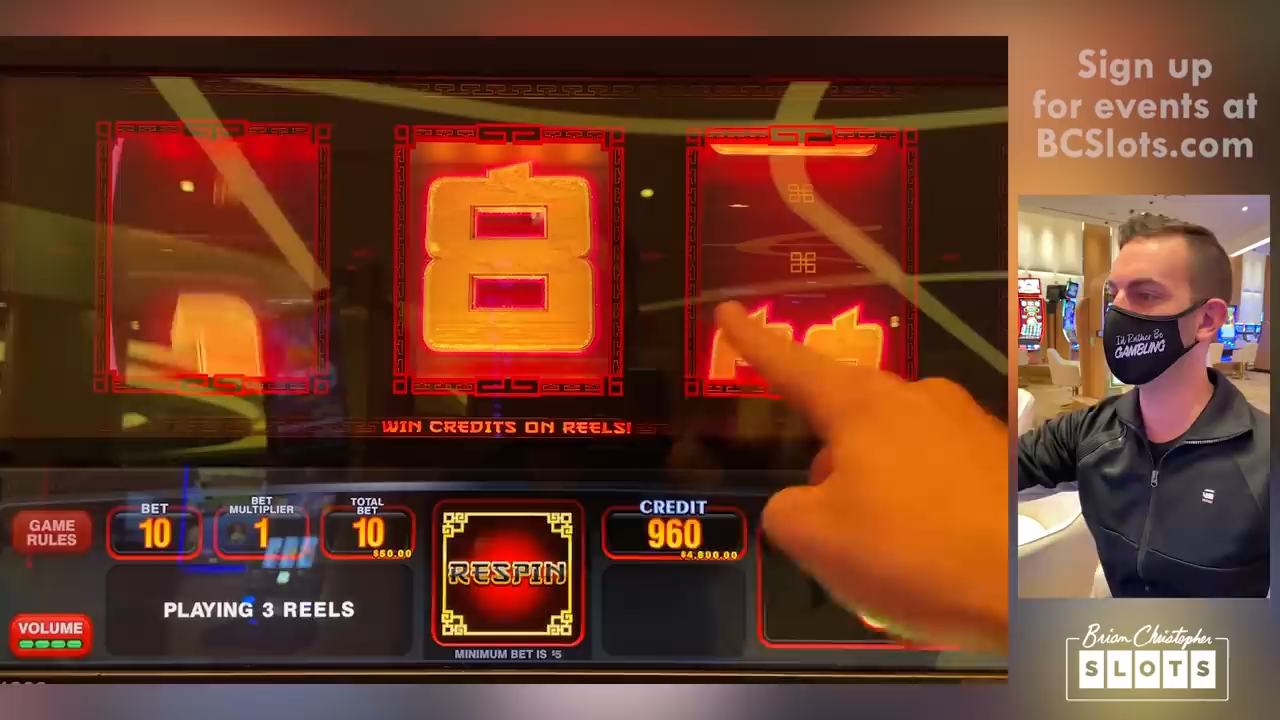 Sign up
for events at
BCSlots.com
8
WIN CREDITS ON REELS!
I'd Rather Be
GAMBLING
GAME
RULES
BET
10
BET
MULTIPLIER
1
TOTAL
BET
10
$50.00
RESPIN
CREDIT
960
$4,800.00
PLAYING 3 REELS
VOLUME
MINIMUM BET IS $5
Brian Christopher
SLOTS